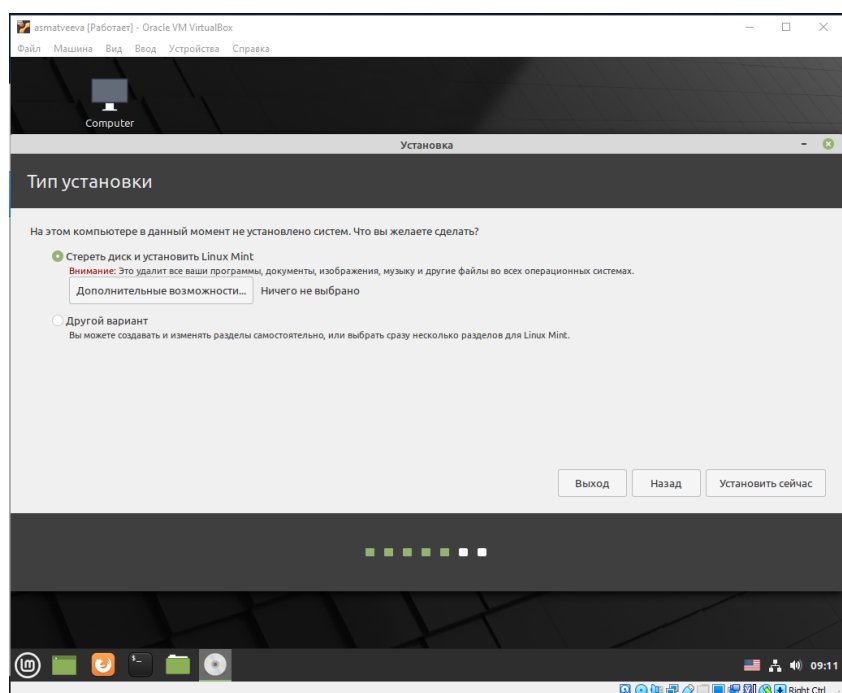 asmatveeva [Работает] - Oracle VM VirtualBox
Файл Машина Вид Ввод Устройства Справка
Computer
Установка
Тип установки
На этом компьютере в данный момент не установлено систем. Что вы желаете сделать?
Стереть диск и установить Linux Mint
Внимание: Это удалит все ваши программы, документы, изображения, музыку и другие файлы во всех операционных системах.
Дополнительные возможности... Ничего не выбрано
Другой вариант
Вы можете создавать и изменять разделы самостоятельно, или выбрать сразу несколько разделов для Linux Mint.
Выход Назад Установить сейчас
09:11
Right Ctrl